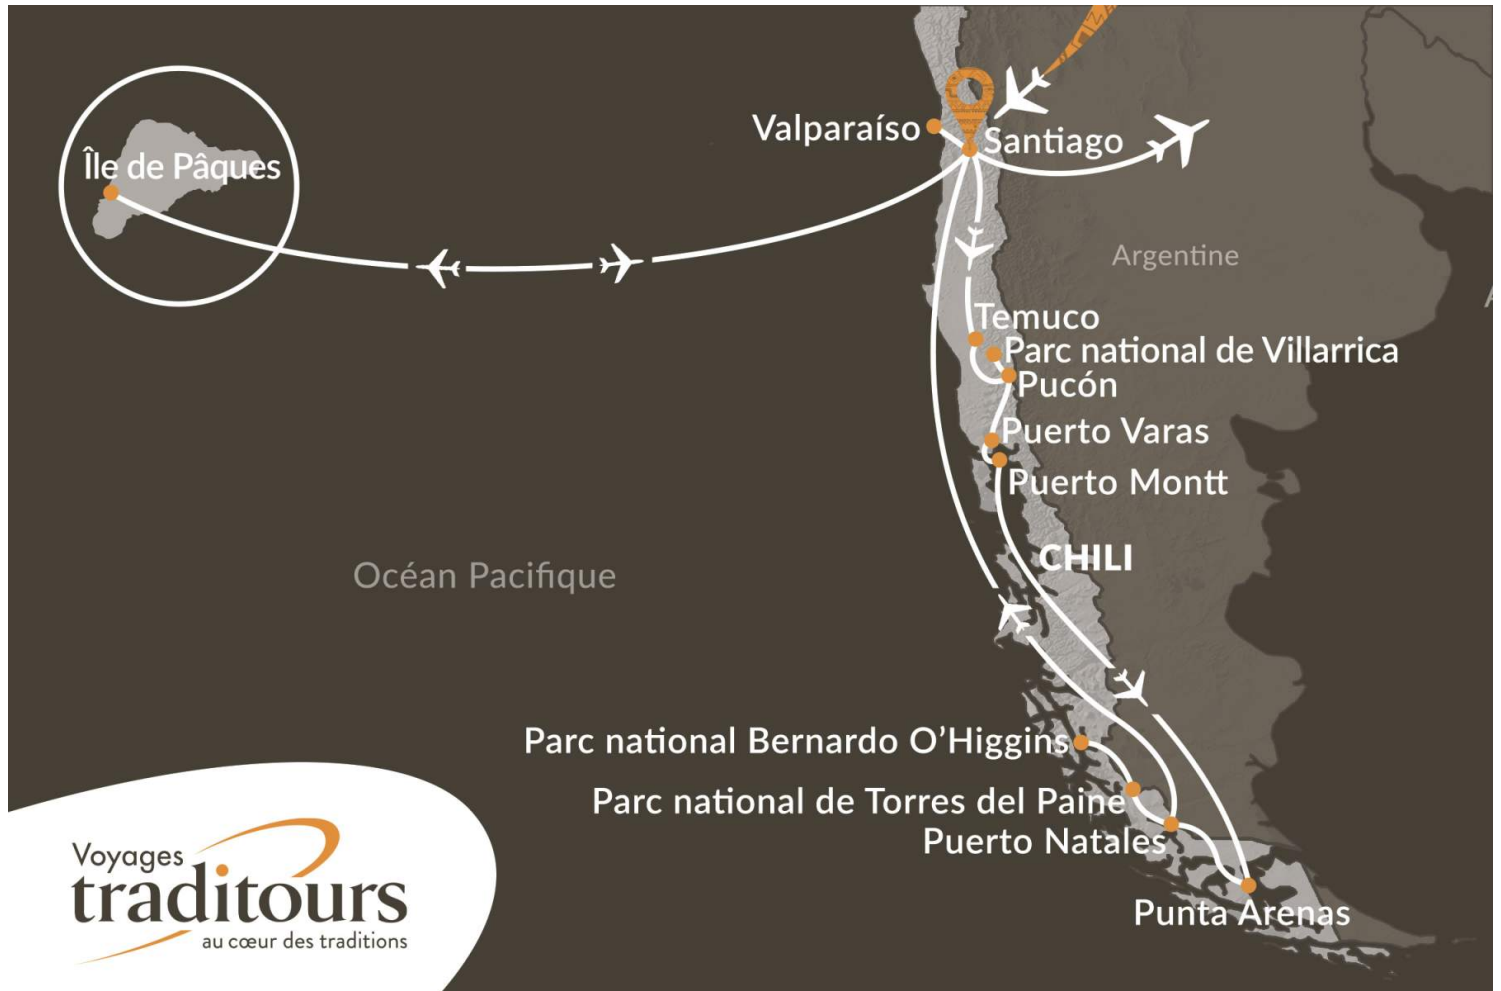 Valparaíso
Santiago
Île de Pâques
Argentine
Temuco
Parc national de Villarrica
Pucón
Puerto Varas
Puerto Montt
CHILI
Océan Pacifique
Parc national Bernardo O’Higgins
Parc national de Torres del Paine
Puerto Natales
Punta Arenas
Voyages
traditours
au cœur des traditions